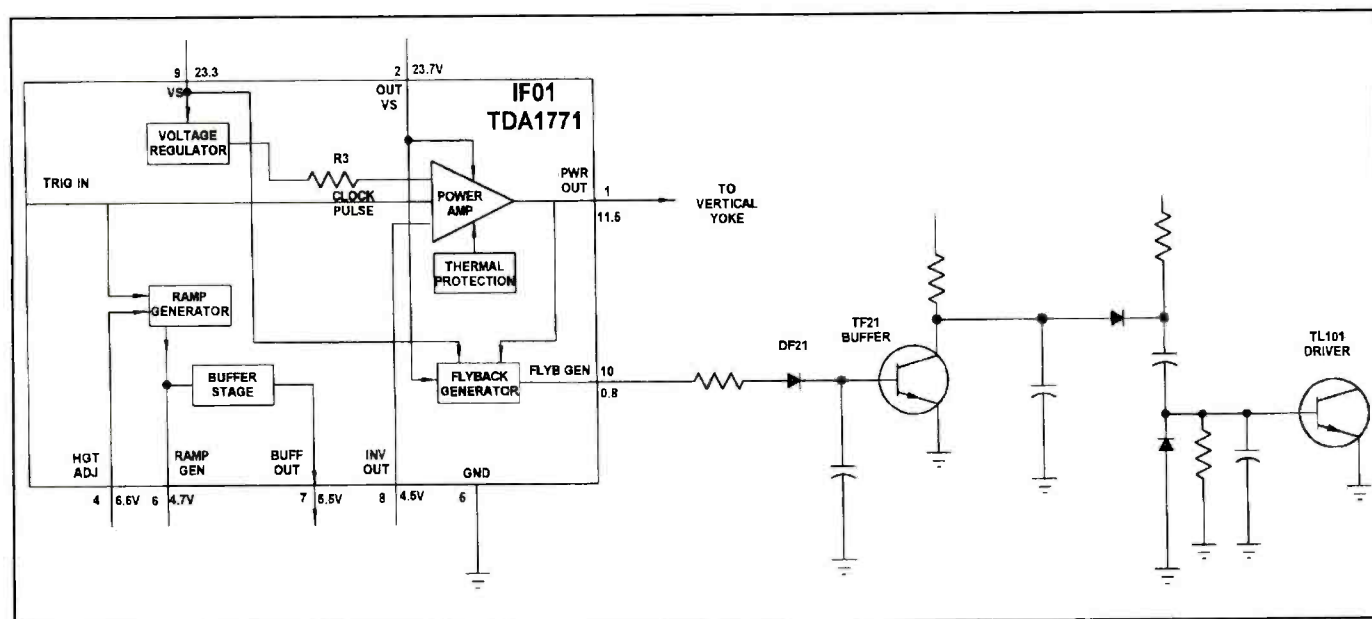 9 23.3
VS
2 23.7V
OUT
VS
IF01
TDA1771
VOLTAGE
REGULATOR
R3
TRIG IN
CLOCK
PULSE
POWER
AMP
PWR
OUT
1
11.5
TO
VERTICAL
YOKE
THERMAL
PROTECTION
RAMP
GENERATOR
BUFFER
STAGE
FLYBACK
GENERATOR
FLYB GEN
10
0.8
DF21
TF21
BUFFER
TL101
DRIVER
HGT
ADJ
RAMP
GEN
BUFF
OUT
INV
OUT
GND
4 6.6V
6 4.7V
7 5.5V
8 4.5V
5